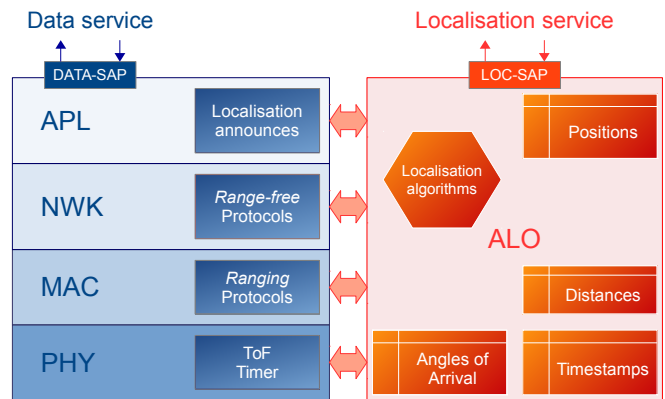 Data service
Localisation service
DATA-SAP
LOC-SAP
APL
Localisation
announces
Positions
Localisation
algorithms
NWK
Range-free
Protocols
ALO
MAC
Ranging
Protocols
Distances
PHY
ToF
Timer
Angles of
Arrival
Timestamps